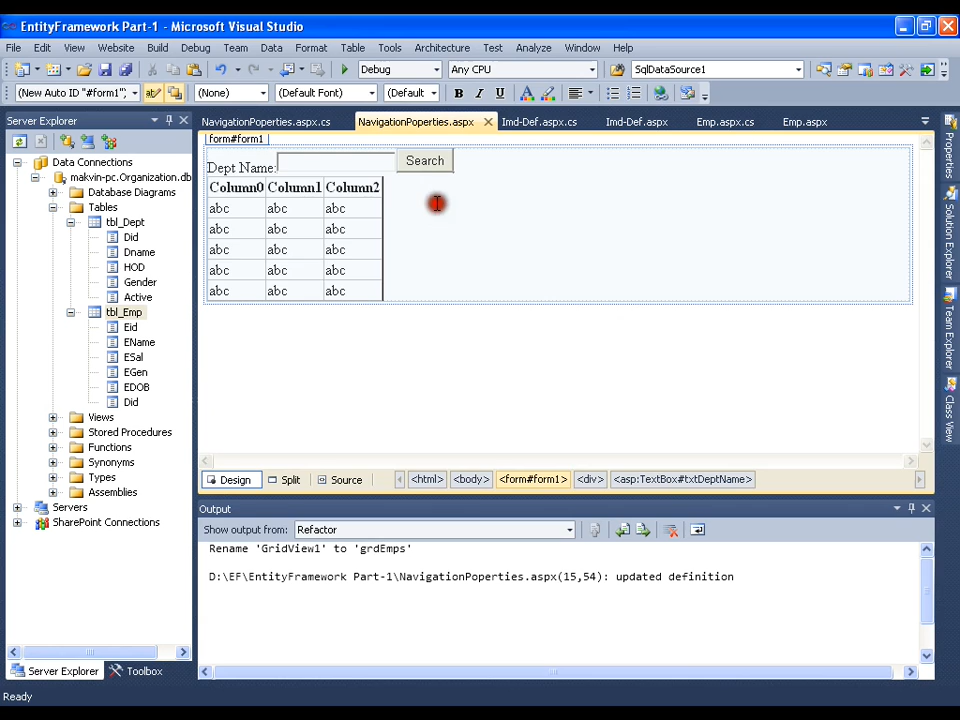 EntityFramework Part-1 - Microsoft Visual Studio
File Edit View Website Build Debug Team Data Format Table Tools Architecture Test Analyze Window Help
Debug Any CPU SqlDataSource1
(New Auto ID "#form1") (None) (Default Font) (Default B I U A
Server Explorer
NavigationPoperties.aspx.cs NavigationPoperties.aspx Imd-Def.aspx.cs Imd-Def.aspx Emp.aspx.cs Emp.aspx
Data Connections
makvin-pc.Organization.db
Database Diagrams
Tables
tbl_Dept
Did
Dname
HOD
Gender
Active
tbl_Emp
Eid
EName
ESal
EGen
EDOB
Did
Views
Stored Procedures
Functions
Synonyms
Types
Assemblies
Servers
SharePoint Connections
Server Explorer Toolbox
form#form1
Dept Name: Search
Column0 Column1 Column2
abc abc abc
abc abc abc
abc abc abc
abc abc abc
abc abc abc
Design Split Source <html> <body> <form#form1> <div> <asp:TextBox#txtDeptName>
Output
Show output from: Refactor
Rename 'GridView1' to 'grdEmps'
D:\EF\EntityFramework Part-1\NavigationPoperties.aspx(15,54): updated definition
Properties
Solution Explorer
Team Explorer
Class View
Ready